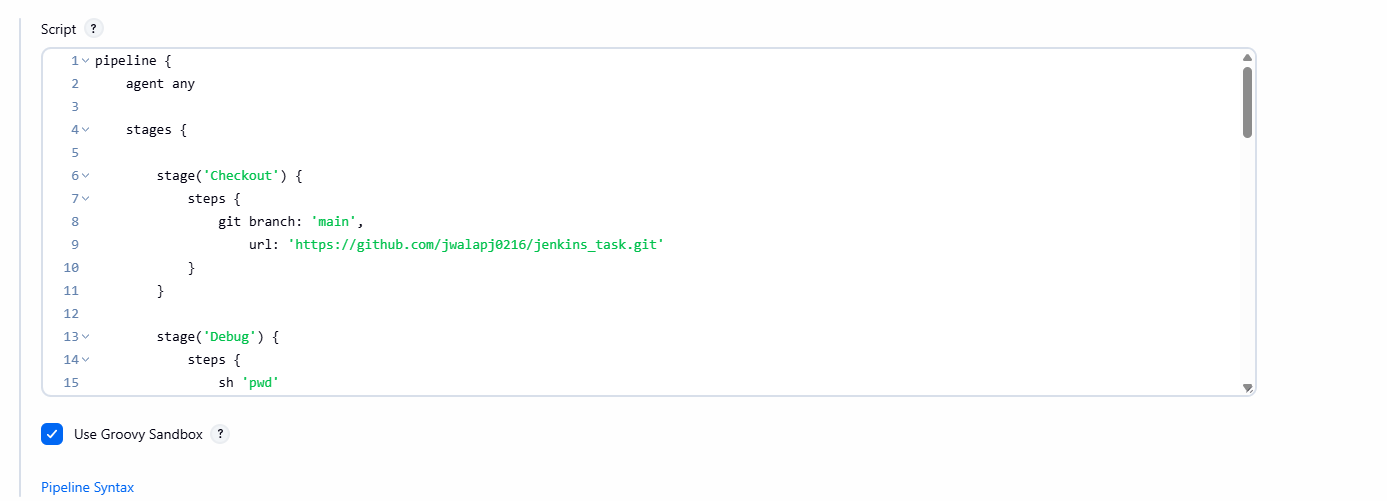 Script ?
1 pipeline {
2 agent any
3
4 stages {
5
6 stage('Checkout') {
7 steps {
8 git branch: 'main',
9 url: 'https://github.com/jwalapj0216/jenkins_task.git'
10 }
11 }
12
13 stage('Debug') {
14 steps {
15 sh 'pwd'
Use Groovy Sandbox ?
Pipeline Syntax